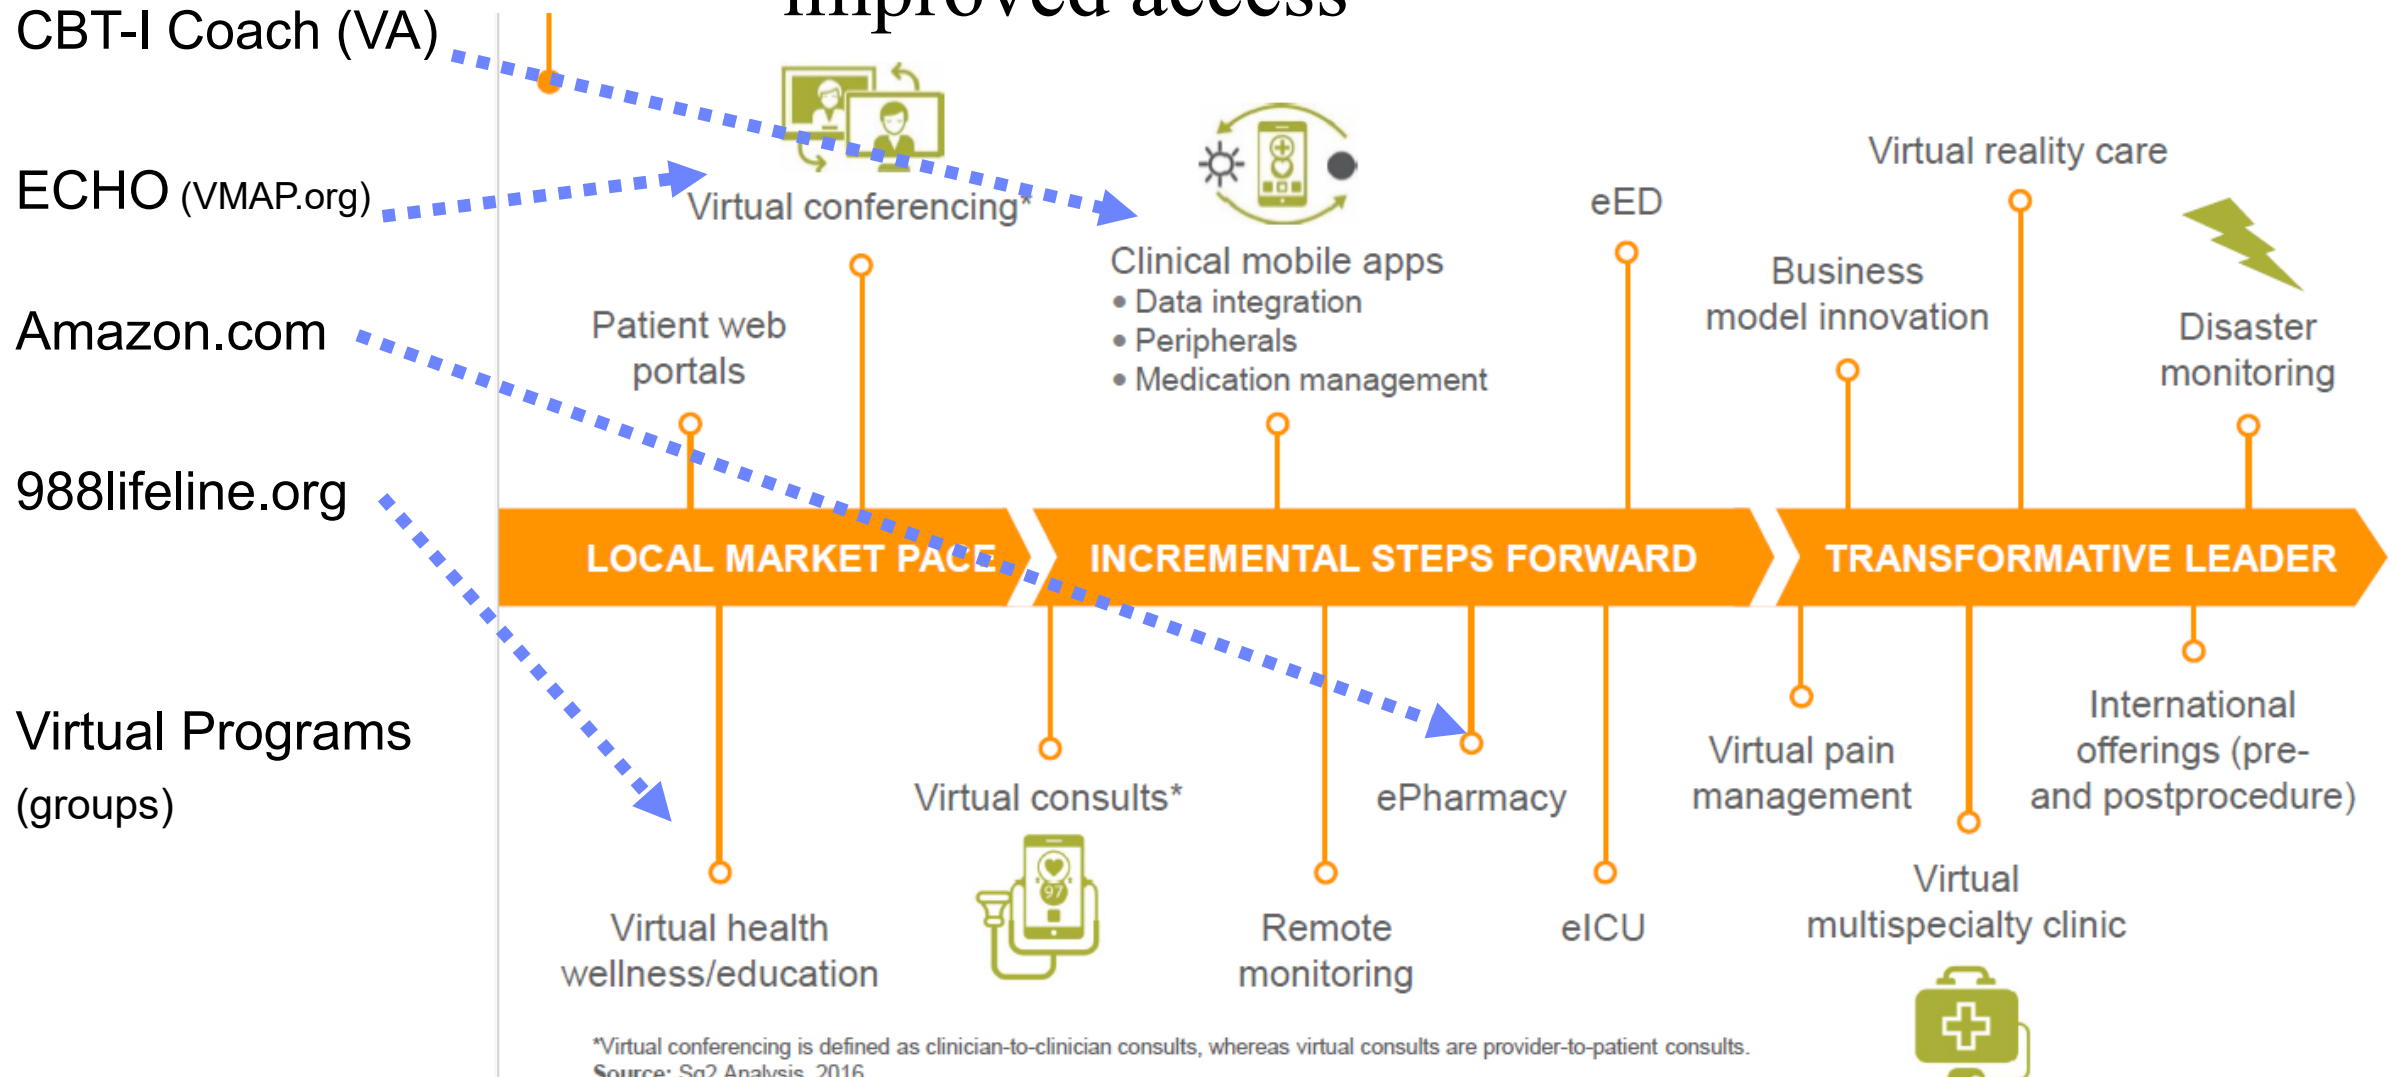 improved access
CBT-I Coach (VA)
ECHO (VMAP.org)
Amazon.com
988lifeline.org
Virtual Programs
(groups)
Virtual conferencing*
Patient web
portals
Clinical mobile apps
• Data integration
• Peripherals
• Medication management
eED
Business
model innovation
Virtual reality care
Disaster
monitoring
LOCAL MARKET PACE
INCREMENTAL STEPS FORWARD
TRANSFORMATIVE LEADER
Virtual health
wellness/education
Virtual consults*
97
Remote
monitoring
ePharmacy
eICU
Virtual pain
management
Virtual
multispecialty clinic
International
offerings (pre-
and postprocedure)
*Virtual conferencing is defined as clinician-to-clinician consults, whereas virtual consults are provider-to-patient consults.
Source: Sg2 Analysis, 2016